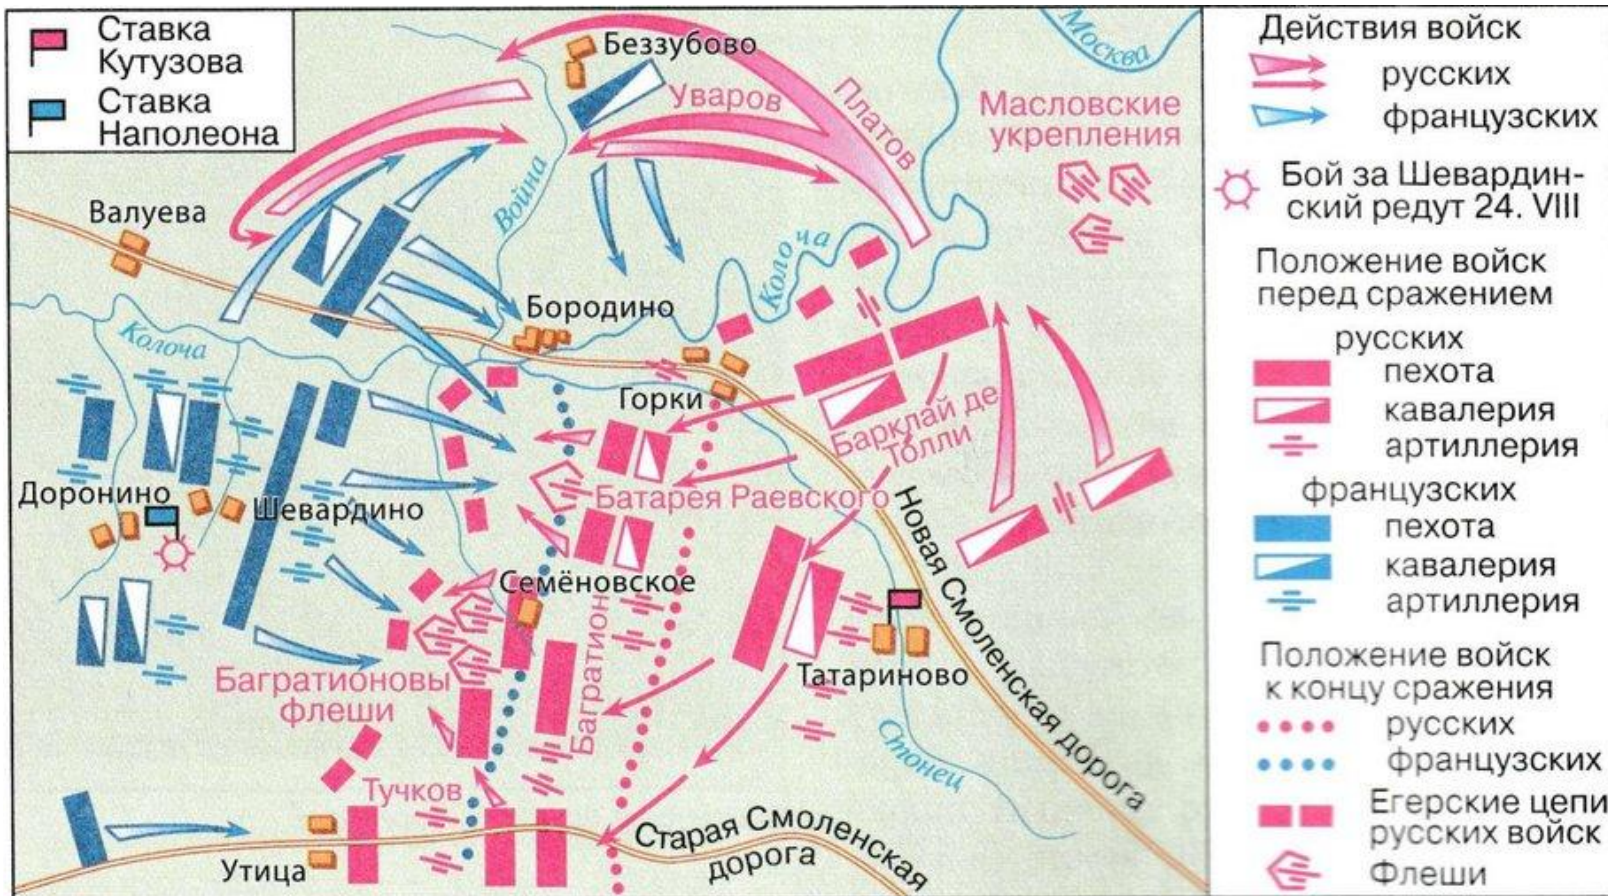 Ставка
Кутузова
Ставка
Наполеона
Беззубово
Москва
Уваров
Платов
Масловские
укрепления
Война
Валуева
Колоча
Бородино
Колоча
Горки
Барклай де
Толли
Батарея Раевского
Доронино
Шевардино
Новая Смоленская дорога
Семёновское
Багратион
Татариново
Багратионовы
флеши
Стонец
Тучков
Утица
Старая Смоленская
дорога
Действия войск
русских
французских
Бой за Шевардин-
ский редут 24. VIII
Положение войск
перед сражением
русских
пехота
кавалерия
артиллерия
французских
пехота
кавалерия
артиллерия
Положение войск
к концу сражения
русских
французских
Егерские цепи
русских войск
Флеши